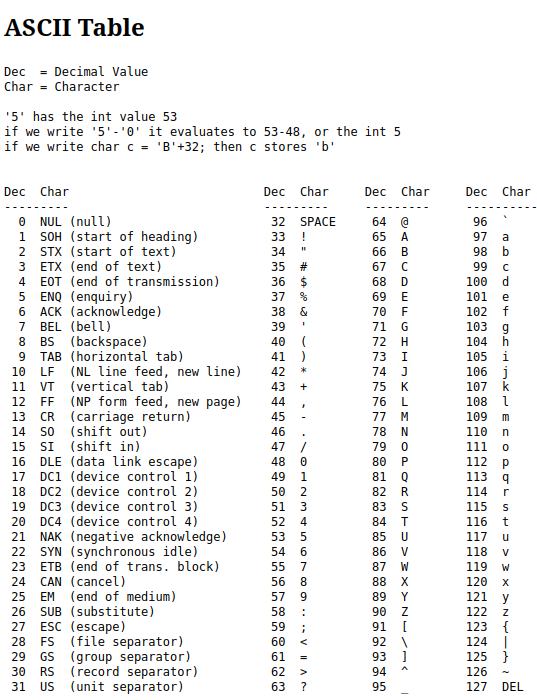 ASCII Table
Dec  = Decimal Value
Char = Character
'5' has the int value 53
if we write '5'-'0' it evaluates to 53-48, or the int 5
if we write char c = 'B'+32; then c stores 'b'
Dec  Char                           Dec  Char     Dec  Char     Dec  Char
---------                           ---------     ---------     ----------
  0  NUL (null)                      32  SPACE     64  @         96  `
  1  SOH (start of heading)          33  !         65  A         97  a
  2  STX (start of text)             34  "         66  B         98  b
  3  ETX (end of text)               35  #         67  C         99  c
  4  EOT (end of transmission)       36  $         68  D        100  d
  5  ENQ (enquiry)                   37  %         69  E        101  e
  6  ACK (acknowledge)               38  &         70  F        102  f
  7  BEL (bell)                      39  '         71  G        103  g
  8  BS  (backspace)                 40  (         72  H        104  h
  9  TAB (horizontal tab)            41  )         73  I        105  i
 10  LF  (NL line feed, new line)    42  *         74  J        106  j
 11  VT  (vertical tab)              43  +         75  K        107  k
 12  FF  (NP form feed, new page)    44  ,         76  L        108  l
 13  CR  (carriage return)           45  -         77  M        109  m
 14  SO  (shift out)                 46  .         78  N        110  n
 15  SI  (shift in)                  47  /         79  O        111  o
 16  DLE (data link escape)          48  0         80  P        112  p
 17  DC1 (device control 1)          49  1         81  Q        113  q
 18  DC2 (device control 2)          50  2         82  R        114  r
 19  DC3 (device control 3)          51  3         83  S        115  s
 20  DC4 (device control 4)          52  4         84  T        116  t
 21  NAK (negative acknowledge)      53  5         85  U        117  u
 22  SYN (synchronous idle)          54  6         86  V        118  v
 23  ETB (end of trans. block)       55  7         87  W        119  w
 24  CAN (cancel)                    56  8         88  X        120  x
 25  EM  (end of medium)             57  9         89  Y        121  y
 26  SUB (substitute)                58  :         90  Z        122  z
 27  ESC (escape)                    59  ;         91  [        123  {
 28  FS  (file separator)            60  <         92  \        124  |
 29  GS  (group separator)           61  =         93  ]        125  }
 30  RS  (record separator)          62  >         94  ^        126  ~
 31  US  (unit separator)            63  ?         95  _        127  DEL